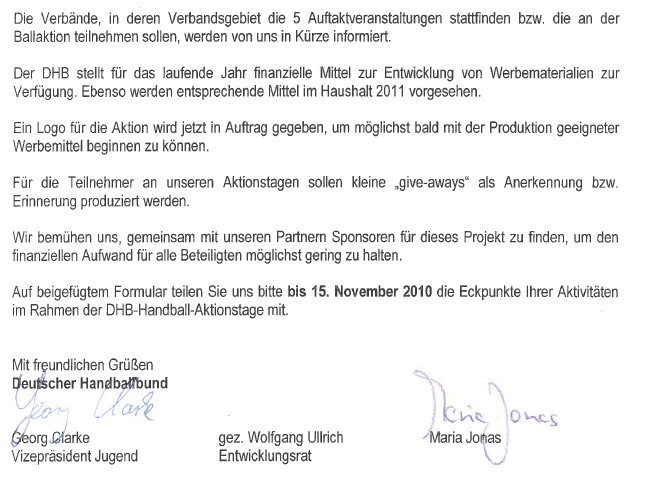 Die Verbände, in deren Verbandsgebiet die 5 Auftaktveranstaltungen stattfinden bzw. die an der
Ballaktion teilnehmen sollen, werden von uns in Kürze informiert.
Der DHB stellt für das laufende Jahr finanzielle Mittel zur Entwicklung von Werbematerialien zur
Verfügung. Ebenso werden entsprechende Mittel im Haushalt 2011 vorgesehen.
Ein Logo für die Aktion wird jetzt in Auftrag gegeben, um möglichst bald mit der Produktion geeigneter
Werbemittel beginnen zu können.
Für die Teilnehmer an unseren Aktionstagen sollen kleine „give-aways“ als Anerkennung bzw.
Erinnerung produziert werden.
Wir bemühen uns, gemeinsam mit unseren Partnern Sponsoren für dieses Projekt zu finden, um den
finanziellen Aufwand für alle Beteiligten möglichst gering zu halten.
Auf beigefügtem Formular teilen Sie uns bitte bis 15. November 2010 die Eckpunkte Ihrer Aktivitäten
im Rahmen der DHB-Handball-Aktionstage mit.
Mit freundlichen Grüßen
Deutscher Handballbund
Georg Clarke Maria Jonas
Georg Clarke gez. Wolfgang Ullrich Maria Jonas
Vizepräsident Jugend Entwicklungsrat